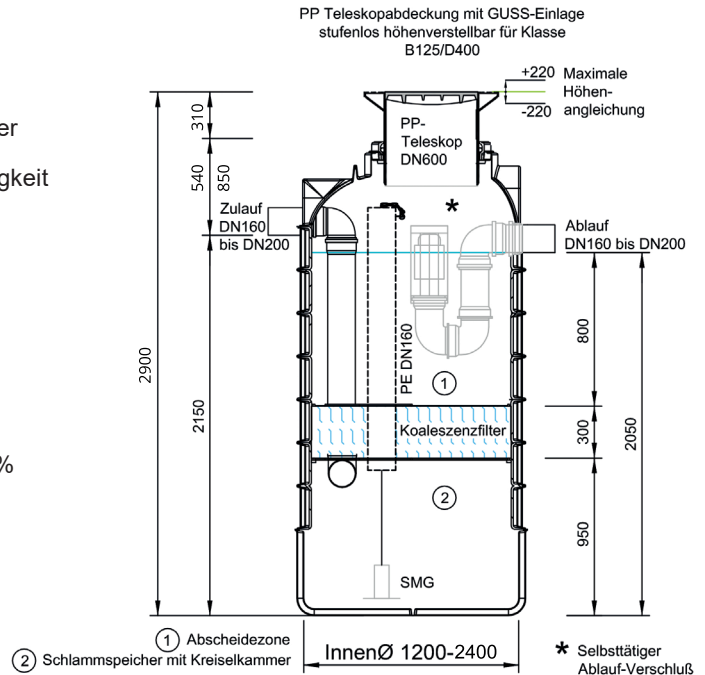 PP Teleskopabdeckung mit GUSS-Einlage
stufenlos höhenverstellbar für Klasse
B125/D400
+220
-220
Maximale
Höhen-
angleichung
er
gkeit
%
310
540
850
PP-
Teleskop
DN600
Zulauf
DN160
bis DN200
*
Ablauf
DN160 bis DN200
2900
2150
PE DN160
1
800
Koaleszenzfilter
300
2050
2
950
SMG
1 Abscheidezone
2 Schlammspeicher mit Kreiselkammer
InnenØ 1200-2400
* Selbsttätiger
Ablauf-Verschluß